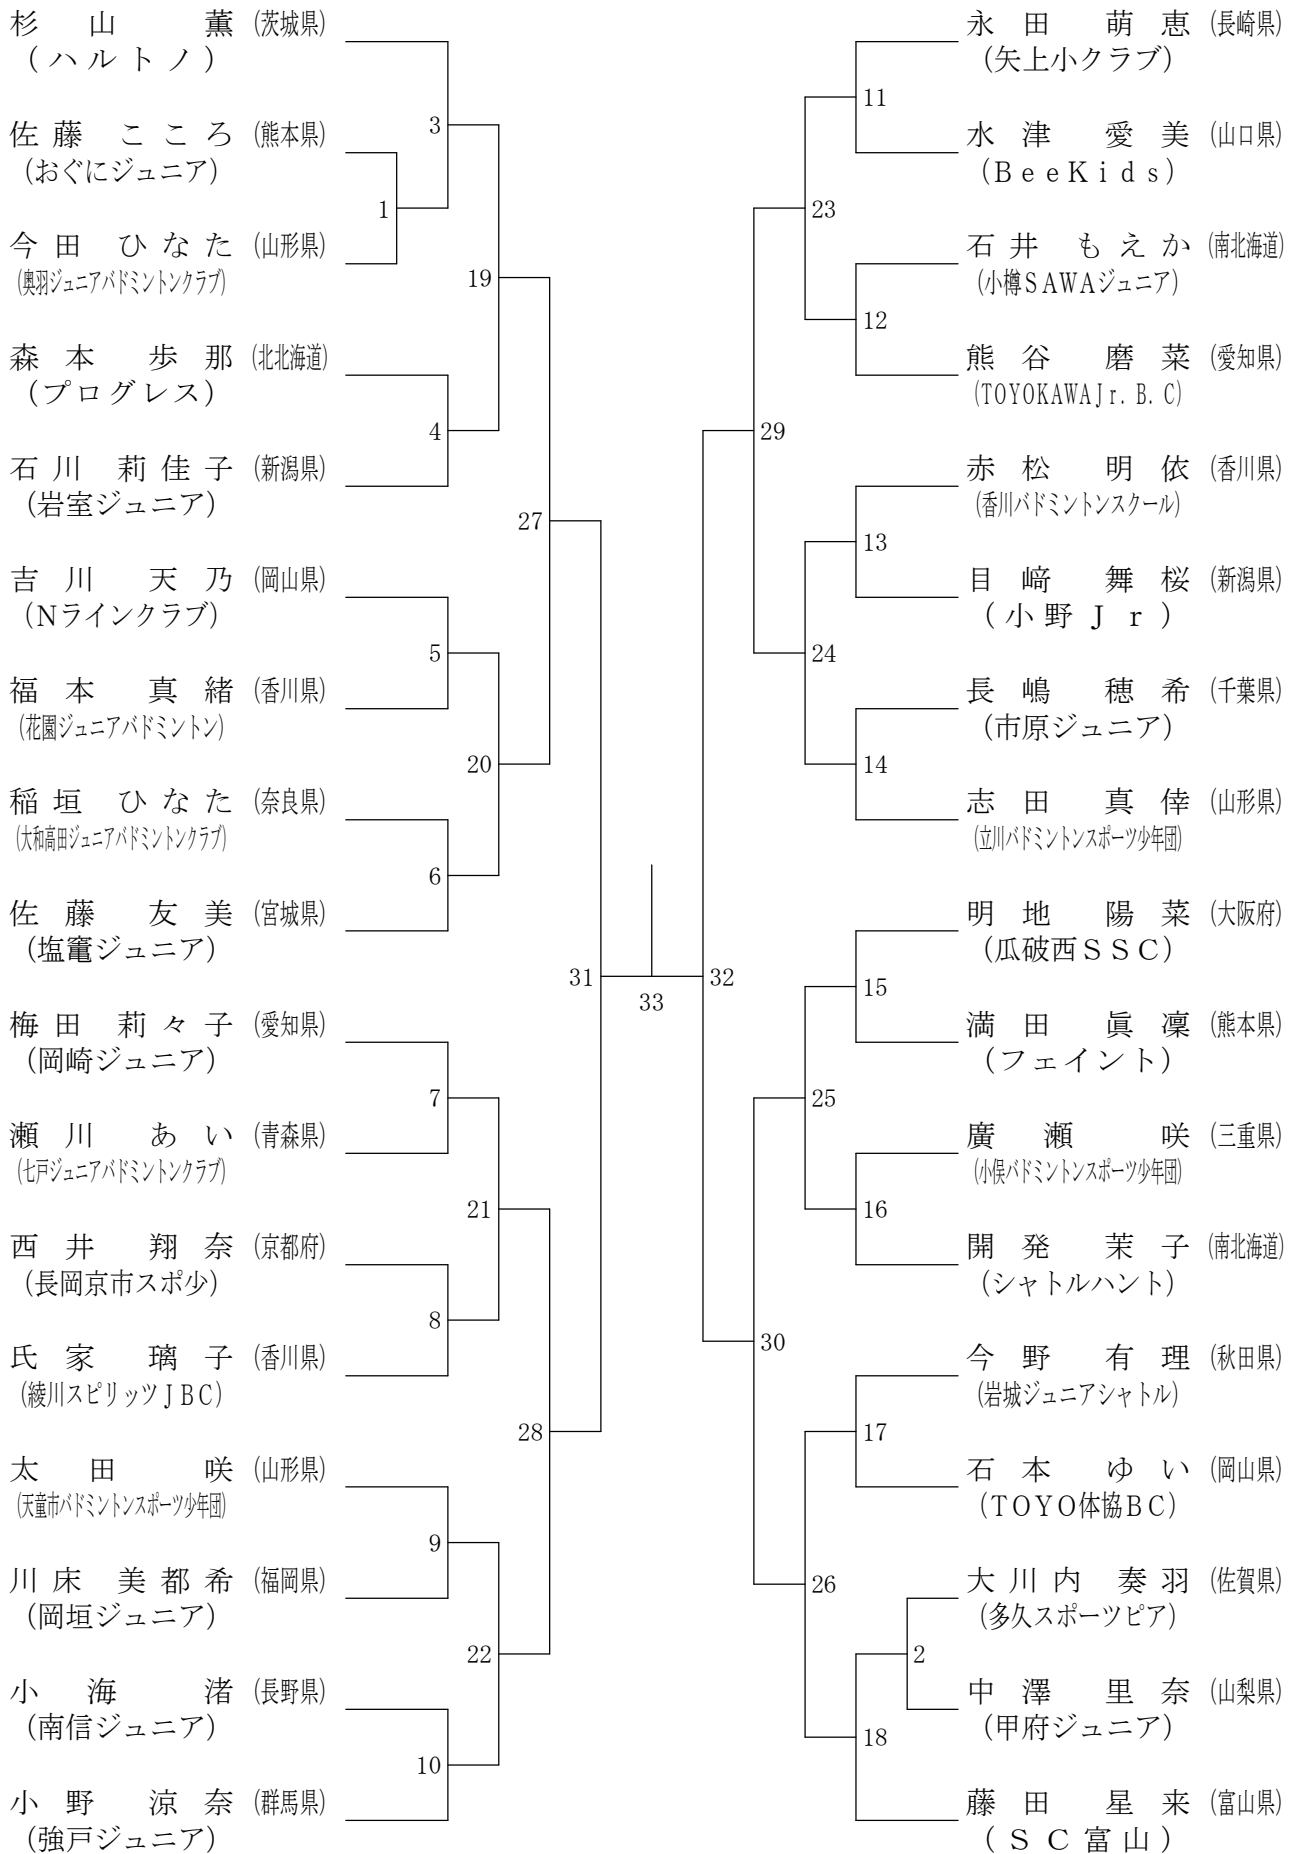 杉山 薫 (茨城県)
(ハルトノ)
3
佐藤 こころ (熊本県)
(おぐにジュニア)
1
今田 ひなた (山形県)
(奥羽ジュニアバドミントンクラブ)
19
森本 歩那 (北北海道)
(プログレス)
4
石川 莉佳子 (新潟県)
(岩室ジュニア)
27
吉川 天乃 (岡山県)
(Nラインクラブ)
5
福本 真緒 (香川県)
(花園ジュニアバドミントン)
20
稲垣 ひなた (奈良県)
(大和高田ジュニアバドミントンクラブ)
6
佐藤 友美 (宮城県)
(塩竈ジュニア)
31
梅田 莉々子 (愛知県)
(岡崎ジュニア)
7
瀬川 あい (青森県)
(七戸ジュニアバドミントンクラブ)
21
西井 翔奈 (京都府)
(長岡京市スポ少)
8
氏家 璃子 (香川県)
(綾川スピリッツJBC)
28
太田 咲 (山形県)
(天童市バドミントンスポーツ少年団)
9
川床 美都希 (福岡県)
(岡垣ジュニア)
22
小海 渚 (長野県)
(南信ジュニア)
10
小野 涼奈 (群馬県)
(強戸ジュニア)
33
永田 萌恵 (長崎県)
(矢上小クラブ)
11
水津 愛美 (山口県)
(BeeKids)
23
石井 もえか (南北海道)
(小樽SAWAジュニア)
12
熊谷 磨菜 (愛知県)
(TOYOKAWAJr.B.C)
29
赤松 明依 (香川県)
(香川バドミントンスクール)
13
目﨑 舞桜 (新潟県)
(小野Jr)
24
長嶋 穂希 (千葉県)
(市原ジュニア)
14
志田 真倖 (山形県)
(立川バドミントンスポーツ少年団)
32
明地 陽菜 (大阪府)
(瓜破西SSC)
15
満田 眞凜 (熊本県)
(フェイント)
25
廣瀬 咲 (三重県)
(小俣バドミントンスポーツ少年団)
16
開発 茉子 (南北海道)
(シャトルハント)
30
今野 有理 (秋田県)
(岩城ジュニアシャトル)
17
石本 ゆい (岡山県)
(TOYO体協BC)
26
大川内 奏羽 (佐賀県)
(多久スポーツピア)
2
中澤 里奈 (山梨県)
(甲府ジュニア)
18
藤田 星来 (富山県)
(SC富山)